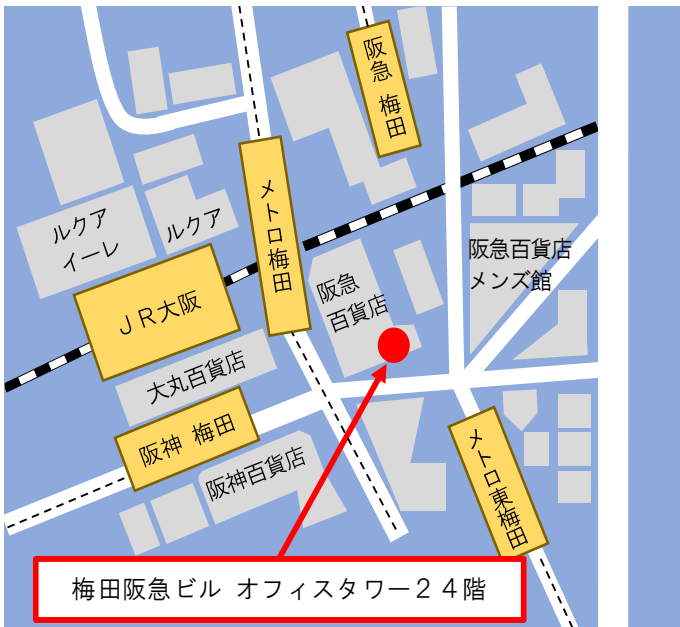 阪急 梅田
メトロ梅田
ルクア
イーレ
ルクア
阪急百貨店
メンズ館
阪急
百貨店
ＪＲ大阪
大丸百貨店
阪神 梅田
阪神百貨店
メトロ東梅田
梅田阪急ビル オフィスタワー２４階